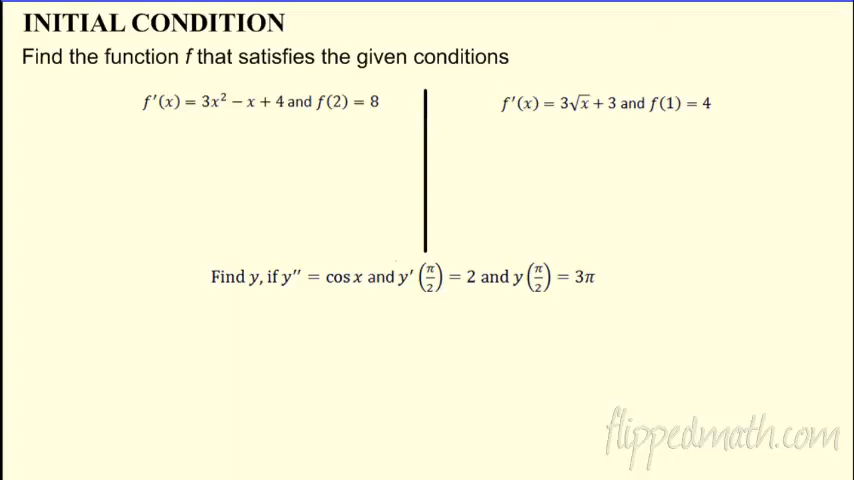 INITIAL CONDITION
Find the function f that satisfies the given conditions
f′(x) = 3x² − x + 4 and f(2) = 8
f′(x) = 3√x + 3 and f(1) = 4
Find y, if y″ = cos x and y′(π/2) = 2 and y(π/2) = 3π
flippedmath.com